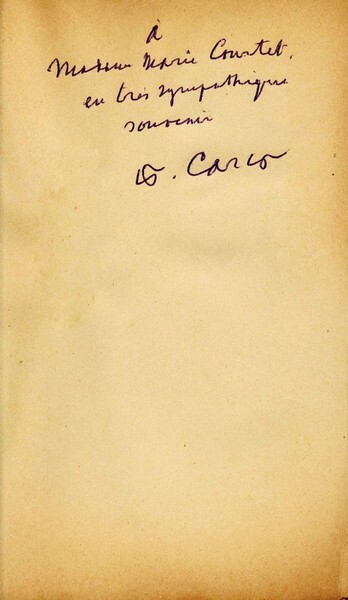 à
Madame Marie Courtet,
en très sympathique
souvenir
F. Carco